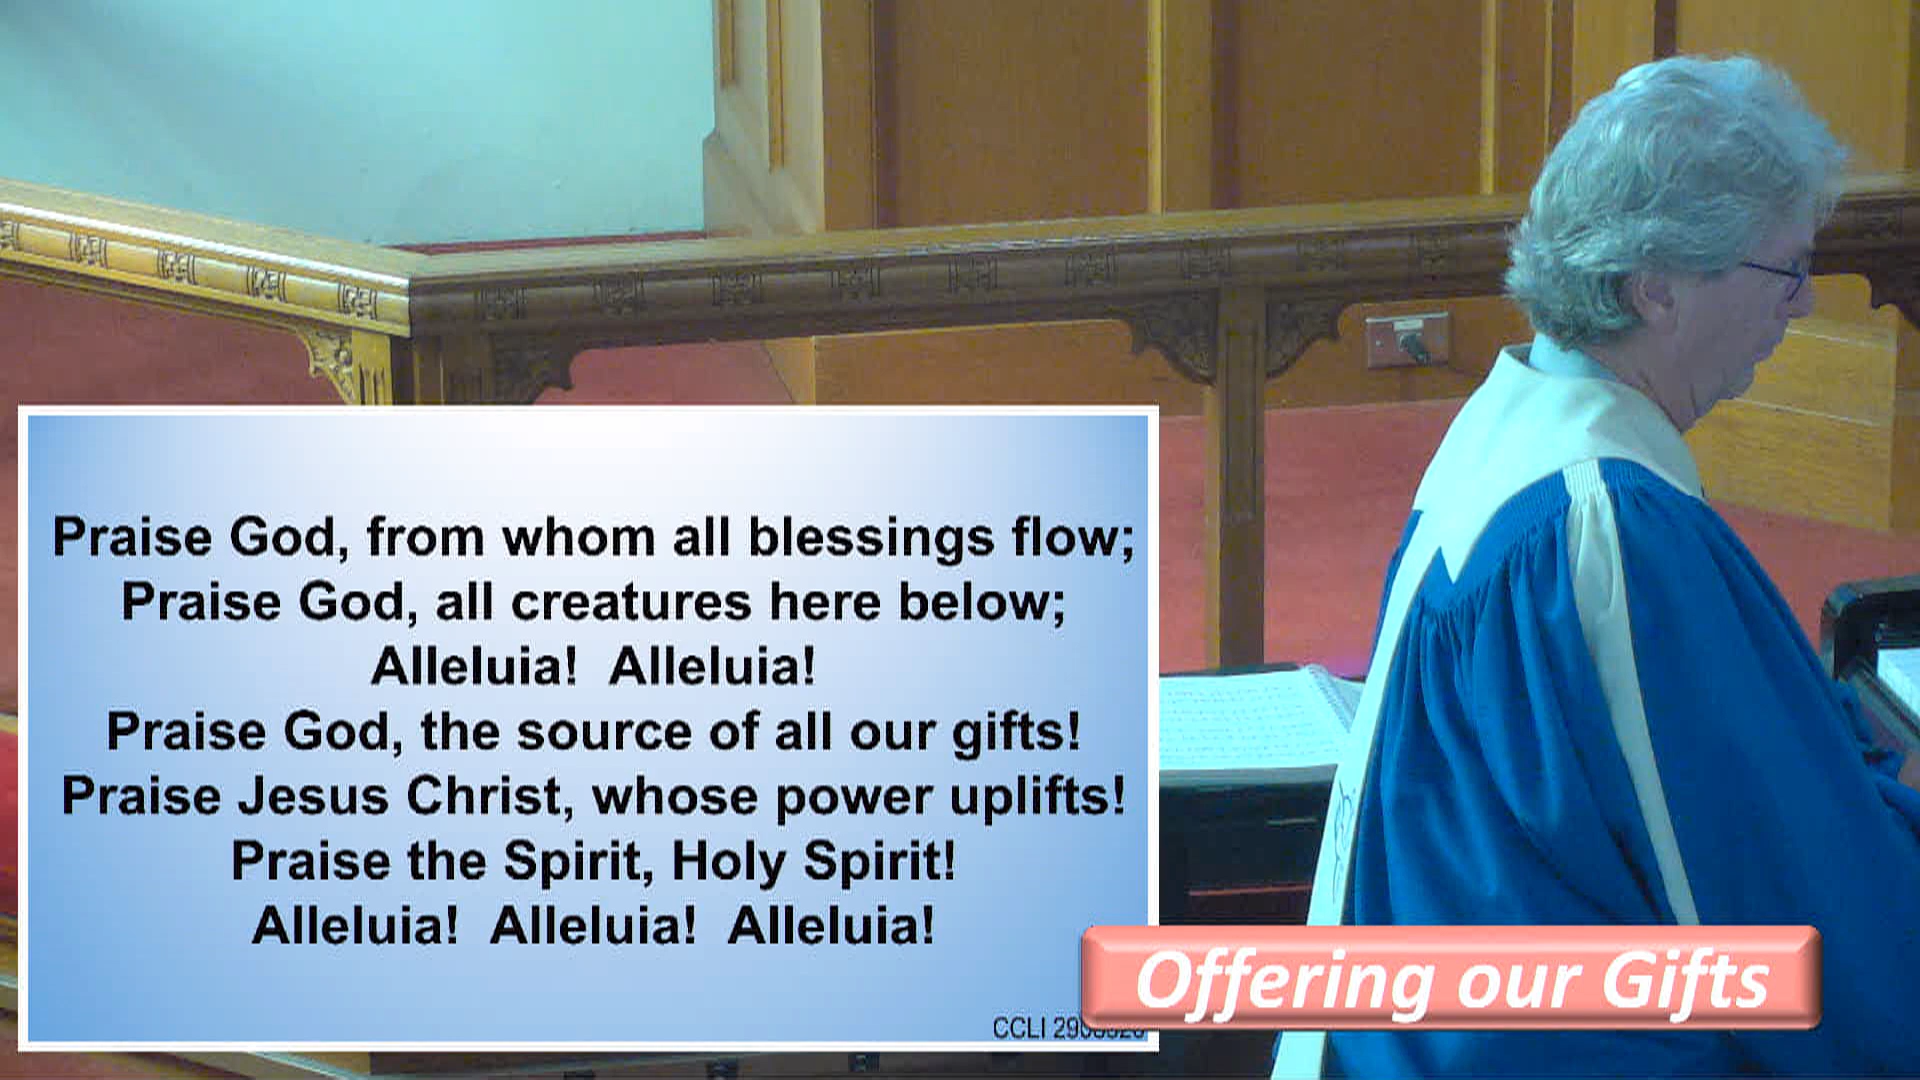 Praise God, from whom all blessings flow;
Praise God, all creatures here below;
Alleluia!  Alleluia!
Praise God, the source of all our gifts!
Praise Jesus Christ, whose power uplifts!
Praise the Spirit, Holy Spirit!
Alleluia!  Alleluia!  Alleluia!
CCLI
Offering our Gifts